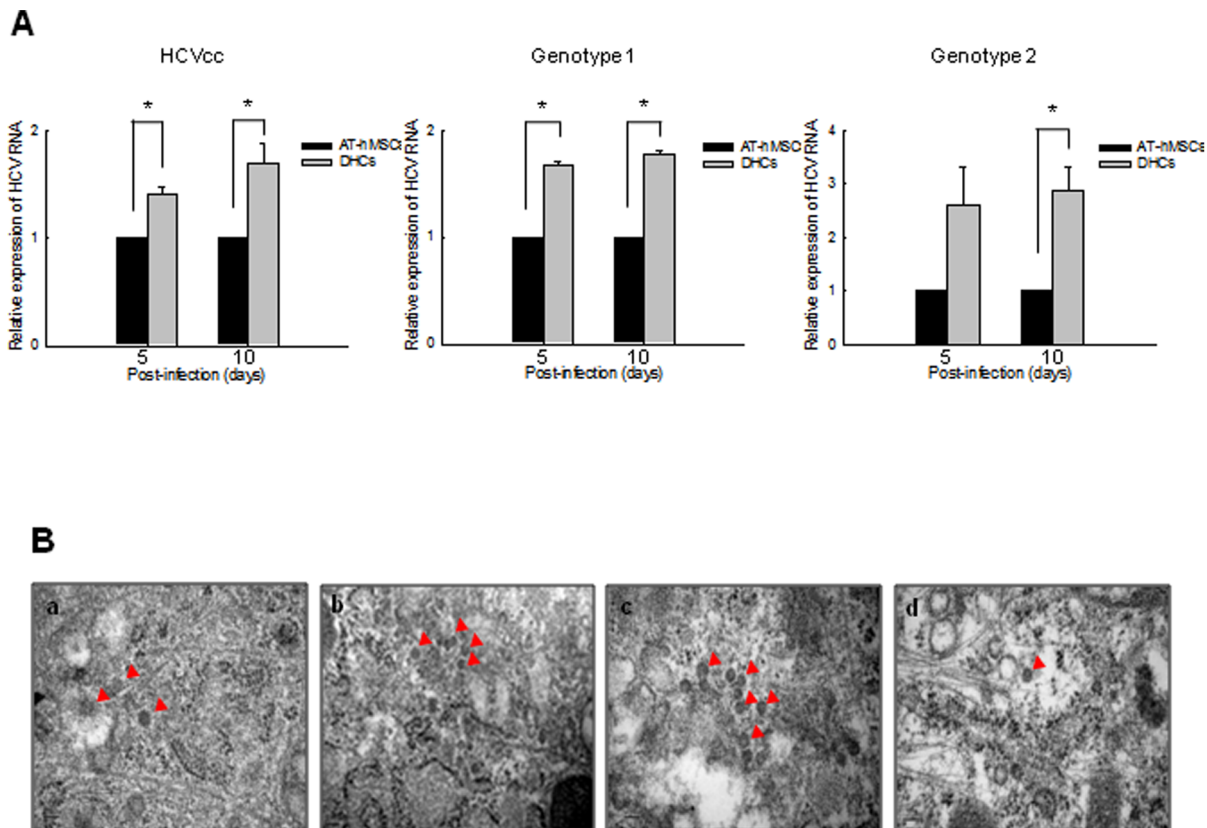 A
HCVcc
Genotype 1
Genotype 2
Relative expression of HCV RNA
2
1
0
*
*
AT-hMSCs
DHCs
5
10
Post-infection (days)
Relative expression of HCV RNA
2
1
0
*
*
AT-hMSC
DHCs
5
10
Post-infection (days)
Relative expression of HCV RNA
4
3
2
1
0
*
AT-hMSCs
DHCs
5
10
Post-infection (days)
B
a
b
c
d